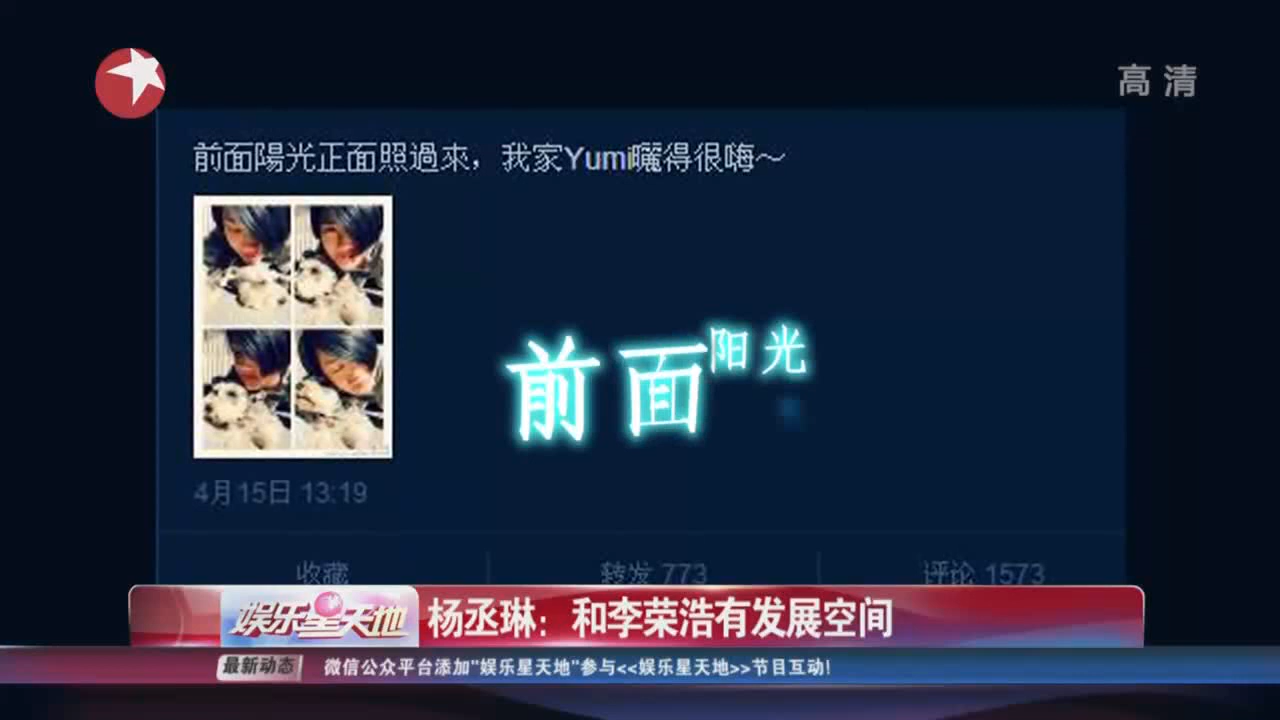 高清
前面陽光正面照過來，我家Yumi曬得很嗨～
前面阳光
4月15日 13:19
收藏
转发 773
评论 1573
娱乐星天地
杨丞琳：和李荣浩有发展空间
最新动态
微信公众平台添加"娱乐星天地"参与<<娱乐星天地>>节目互动！